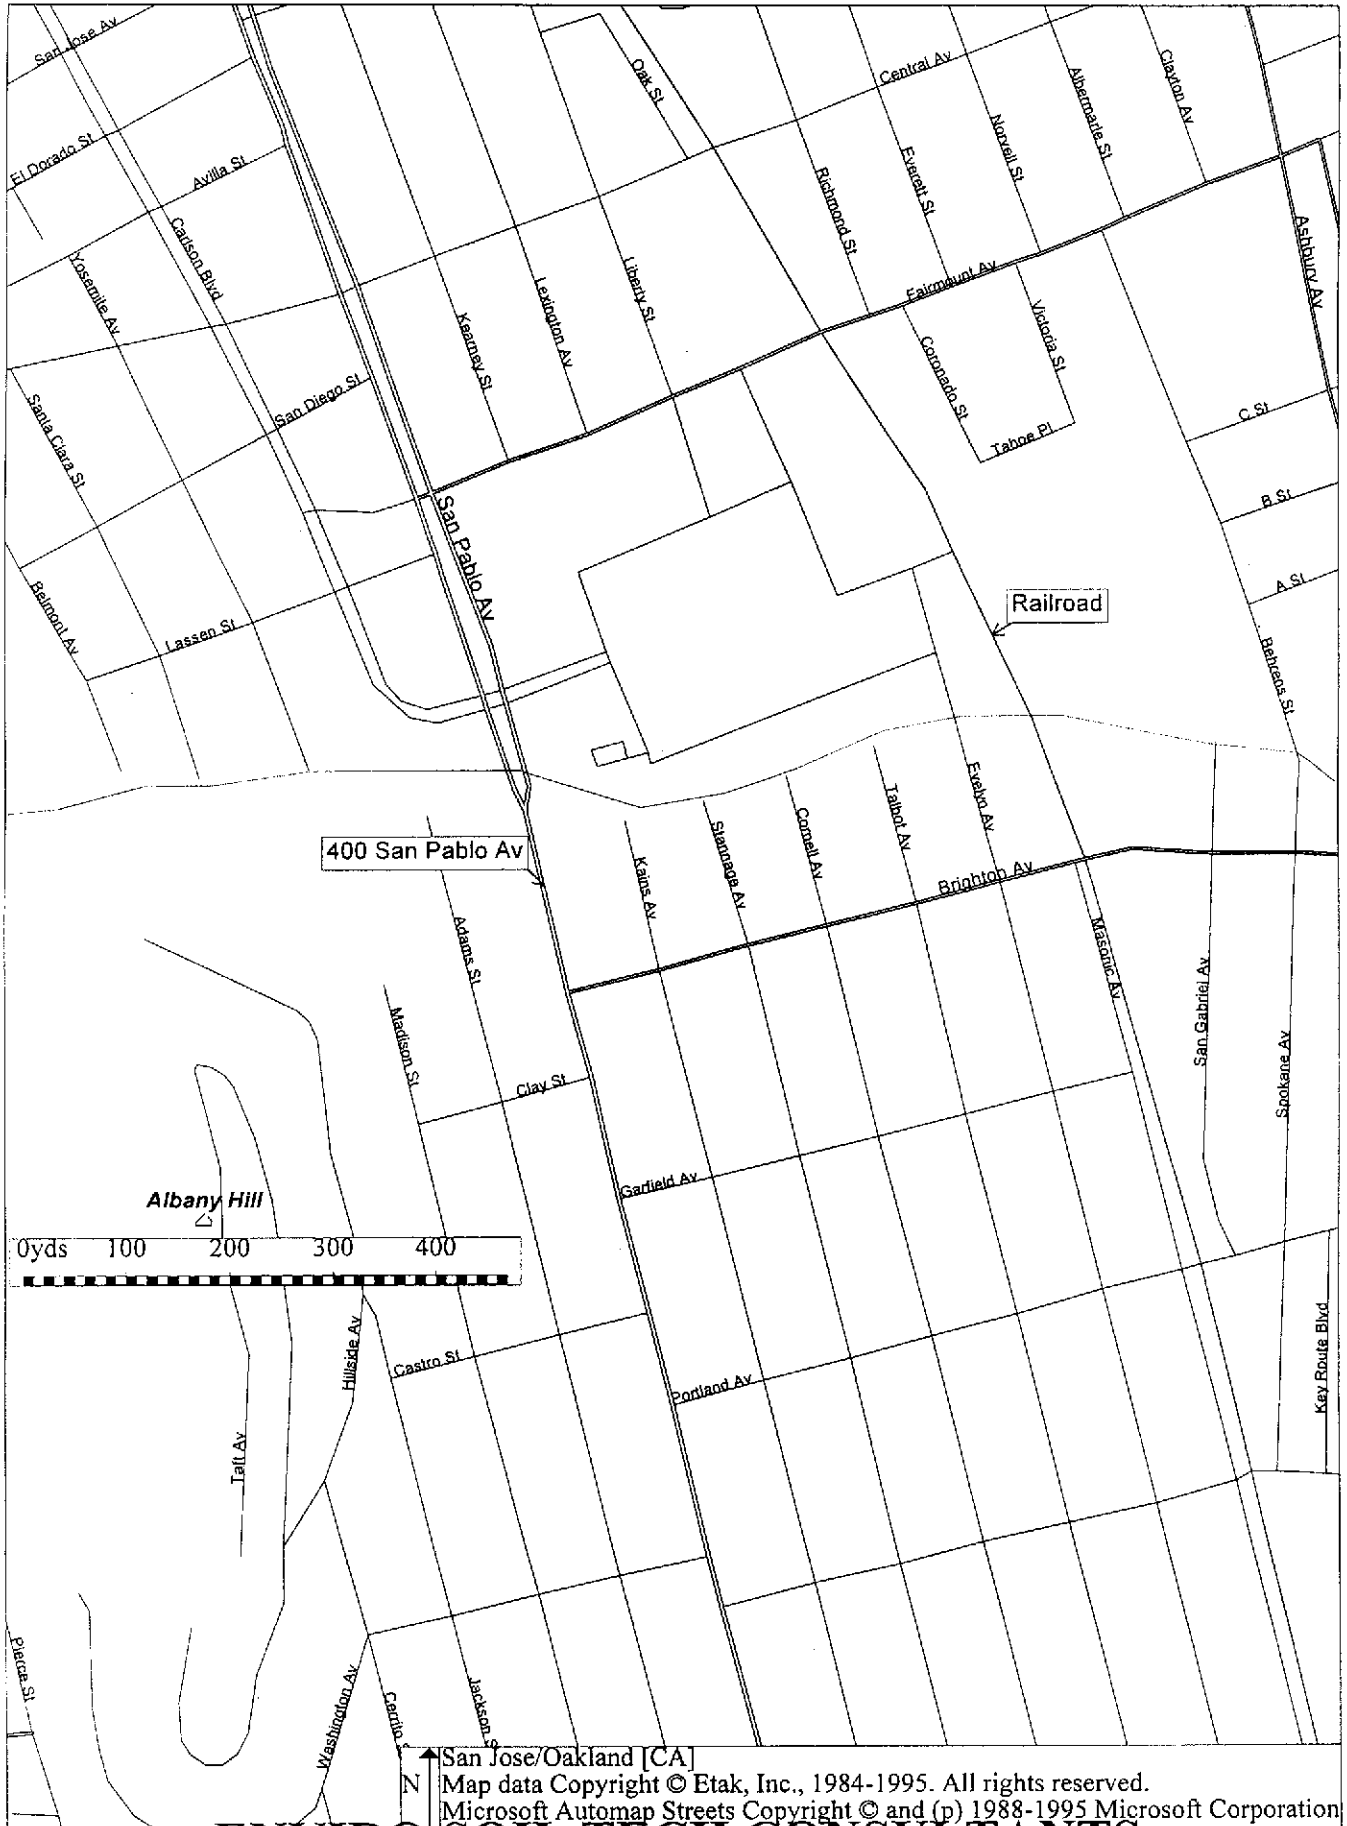 San Jose Av
Oak St
Central Av
Clayton Av
Albermarle St
Norvell St
El Dorado St
Avilla St
Everett St
Richmond St
Carlson Blvd
Ashbury Av
Yosemite Av
Liberty St
Lexington Av
Fairmount Av
Kearney St
Victoria St
Coronado St
San Diego St
Santa Clara St
C St
Tahoe Pl
B St
San Pablo Av
A St
Belmont Av
Railroad
Lassen St
Behrens St
Evelyn Av
Talbot Av
Cornell Av
Stannage Av
400 San Pablo Av
Kains Av
Brighton Av
Adams St
Masonic Av
San Gabriel Av
Madison St
Spokane Av
Clay St
Garfield Av
Albany Hill
0yds 100 200 300 400
Hillside Av
Key Route Blvd
Castro St
Portland Av
Taft Av
Pierce St
Washington Av
Cerrito S
Jackson S
N
San Jose/Oakland [CA]
Map data Copyright © Etak, Inc., 1984-1995. All rights reserved.
Microsoft Automap Streets Copyright © and (p) 1988-1995 Microsoft Corporation